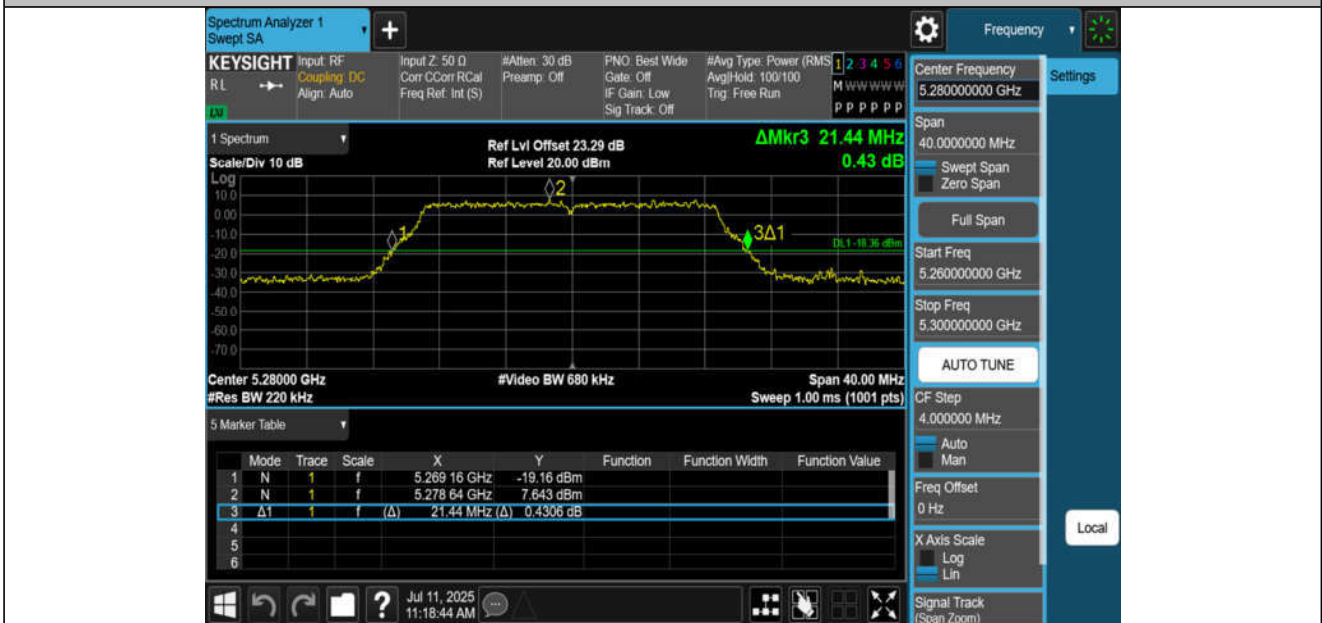 Spectrum Analyzer 1
Swept SA
+
Frequency
KEYSIGHT
RL
Input: RF
Coupling: DC
Align: Auto
Input Z: 50 Ω
Corr CCorr RCal
Freq Ref: Int (S)
#Atten: 30 dB
Preamp: Off
PNO: Best Wide
Gate: Off
IF Gain: Low
Sig Track: Off
#Avg Type: Power (RMS
Avg|Hold: 100/100
Trig: Free Run
1 2 3 4 5 6
M W W W W W
P P P P P P
LXI
1 Spectrum
Scale/Div 10 dB
Ref Lvl Offset 23.29 dB
Ref Level 20.00 dBm
ΔMkr3 21.44 MHz
0.43 dB
Log
10.0
0.00
-10.0
-20.0
-30.0
-40.0
-50.0
-60.0
-70.0
1
2
3Δ1
DL1 -18.36 dBm
Center 5.28000 GHz
#Res BW 220 kHz
#Video BW 680 kHz
Span 40.00 MHz
Sweep 1.00 ms (1001 pts)
5 Marker Table
Mode Trace Scale X Y Function Function Width Function Value
1 N 1 f 5.269 16 GHz -19.16 dBm
2 N 1 f 5.278 64 GHz 7.643 dBm
3 Δ1 1 f (Δ) 21.44 MHz (Δ) 0.4306 dB
4
5
6
?
Jul 11, 2025
11:18:44 AM
Center Frequency
5.280000000 GHz
Settings
Span
40.0000000 MHz
Swept Span
Zero Span
Full Span
Start Freq
5.260000000 GHz
Stop Freq
5.300000000 GHz
AUTO TUNE
CF Step
4.000000 MHz
Auto
Man
Freq Offset
0 Hz
X Axis Scale
Log
Lin
Local
Signal Track
(Span Zoom)